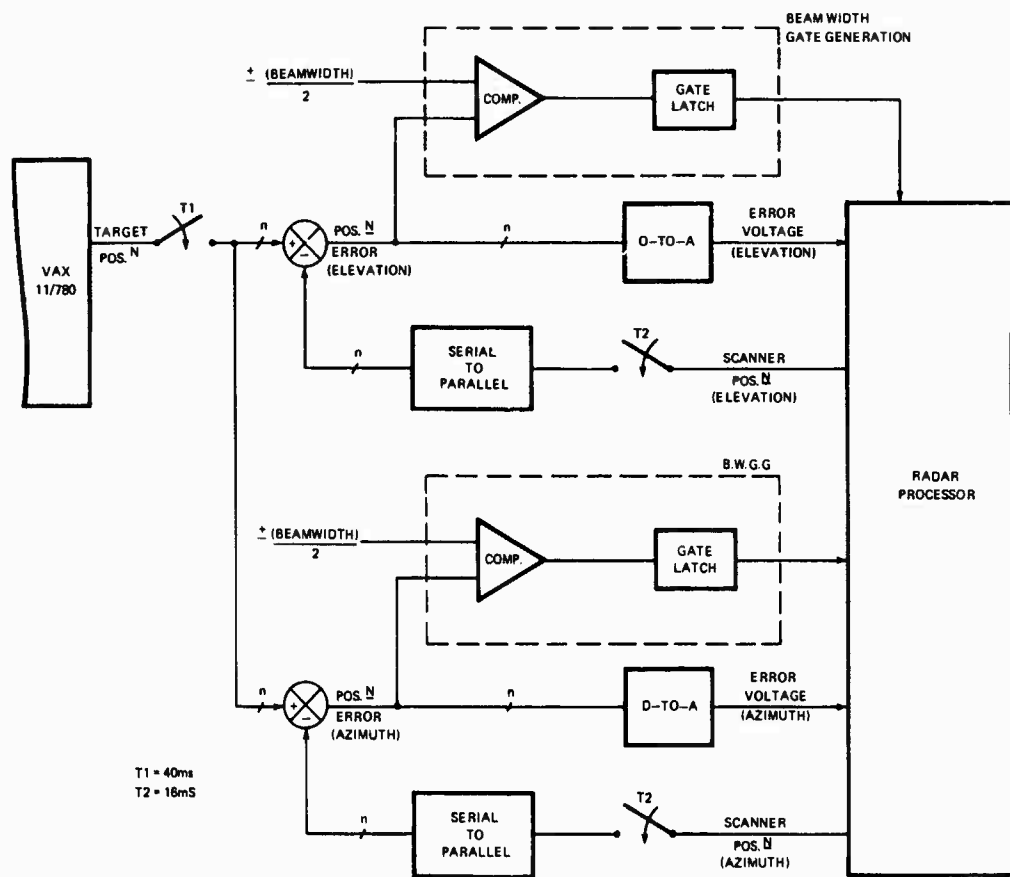 BEAM WIDTH
GATE GENERATION
± (BEAMWIDTH)
2
COMP.
GATE
LATCH
VAX
11/780
TARGET
POS. N
T1
n
+
-
POS. N
ERROR
(ELEVATION)
n
O-TO-A
ERROR
VOLTAGE
(ELEVATION)
n
SERIAL
TO
PARALLEL
T2
SCANNER
POS. N
(ELEVATION)
B.W.G.G
± (BEAMWIDTH)
2
COMP.
GATE
LATCH
RADAR
PROCESSOR
n
+
-
POS. N
ERROR
(AZIMUTH)
n
D-TO-A
ERROR
VOLTAGE
(AZIMUTH)
T1 = 40ms
T2 = 16mS
n
SERIAL
TO
PARALLEL
T2
SCANNER
POS. N
(AZIMUTH)